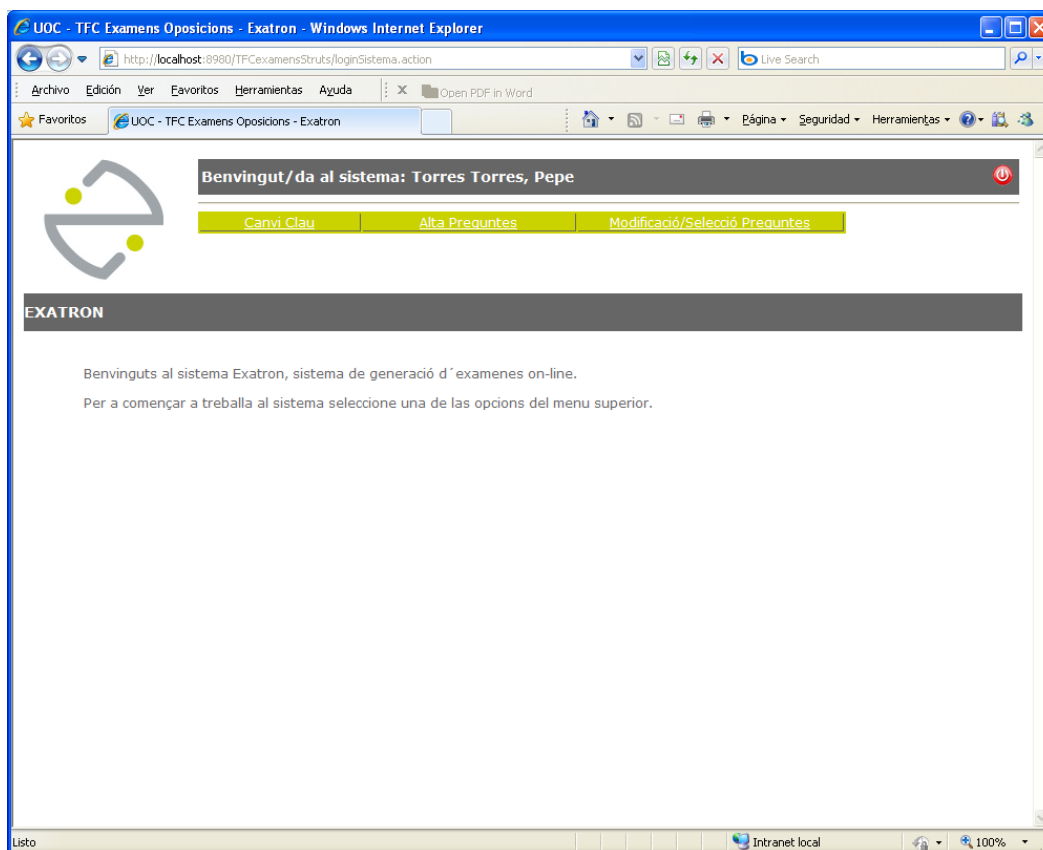 UOC - TFC Examens Oposicions - Exatron - Windows Internet Explorer
http://localhost:8980/TFCexamensStruts/loginSistema.action
Live Search
Archivo Edición Ver Favoritos Herramientas Ayuda X Open PDF in Word
Favoritos UOC - TFC Examens Oposicions - Exatron Página Seguridad Herramientas
Benvingut/da al sistema: Torres Torres, Pepe
Canvi Clau Alta Preguntes Modificació/Selecció Preguntes
EXATRON
Benvinguts al sistema Exatron, sistema de generació d´examenes on-line.
Per a començar a treballa al sistema seleccione una de las opcions del menu superior.
Listo Intranet local 100%